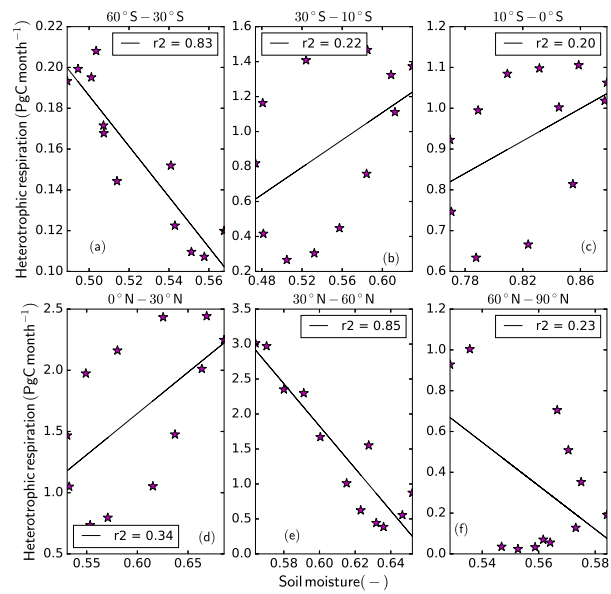 60°S−30°S
30°S−10°S
10°S−0°S
Heterotrophic respiration (PgC month⁻¹)
0.22
0.20
0.18
0.16
0.14
0.12
0.10
r2 = 0.83
(a)
0.50 0.52 0.54 0.56
1.6
1.4
1.2
1.0
0.8
0.6
0.4
0.2
r2 = 0.22
(b)
0.48 0.52 0.56 0.60
1.2
1.1
1.0
0.9
0.8
0.7
0.6
r2 = 0.20
(c)
0.78 0.82 0.86
0°N−30°N
30°N−60°N
60°N−90°N
Heterotrophic respiration (PgC month⁻¹)
2.5
2.0
1.5
1.0
0.5
r2 = 0.34
(d)
0.55 0.60 0.65
3.5
3.0
2.5
2.0
1.5
1.0
0.5
0.0
r2 = 0.85
(e)
0.58 0.60 0.62 0.64
1.2
1.0
0.8
0.6
0.4
0.2
0.0
r2 = 0.23
(f)
0.54 0.56 0.58
Soil moisture(−)